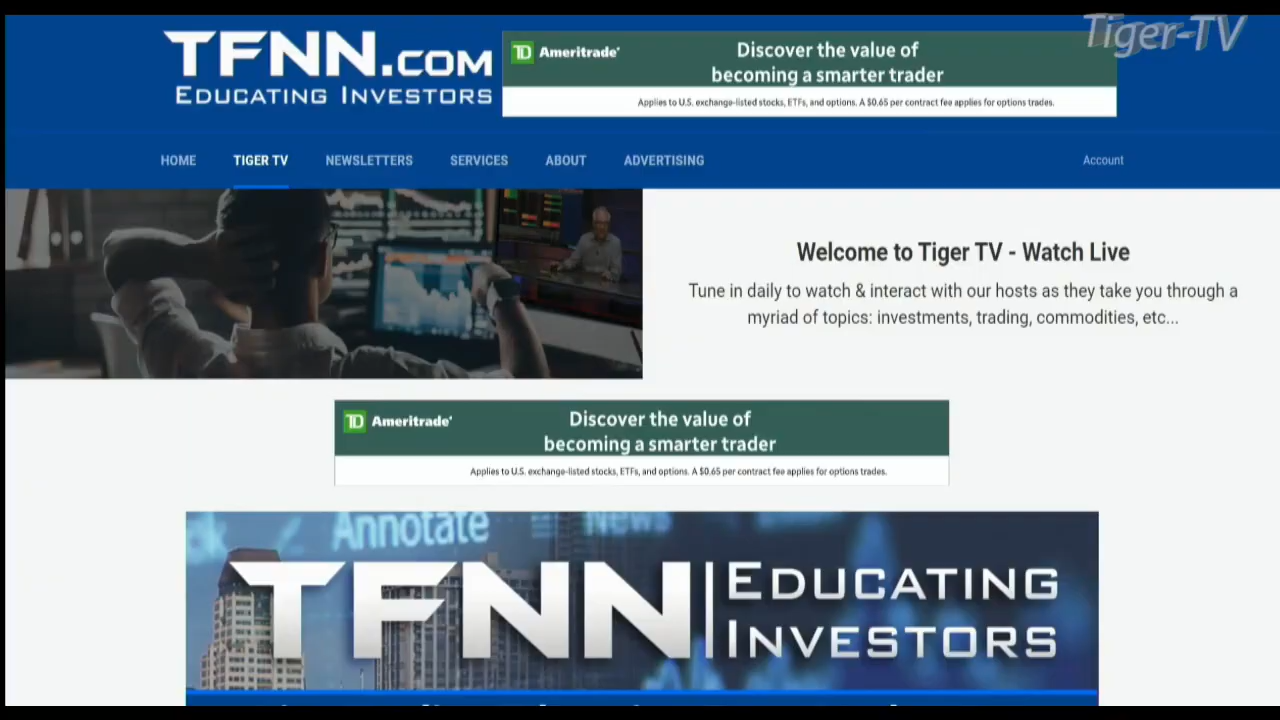 Tiger-TV
TFNN.COM
EDUCATING INVESTORS
TD Ameritrade
Discover the value of
becoming a smarter trader
Applies to U.S. exchange-listed stocks, ETFs, and options. A $0.65 per contract fee applies for options trades.
HOME TIGER TV NEWSLETTERS SERVICES ABOUT ADVERTISING Account
Welcome to Tiger TV - Watch Live
Tune in daily to watch & interact with our hosts as they take you through a
myriad of topics: investments, trading, commodities, etc...
TD Ameritrade
Discover the value of
becoming a smarter trader
Applies to U.S. exchange-listed stocks, ETFs, and options. A $0.65 per contract fee applies for options trades.
Annotate News
TFNN EDUCATING
INVESTORS